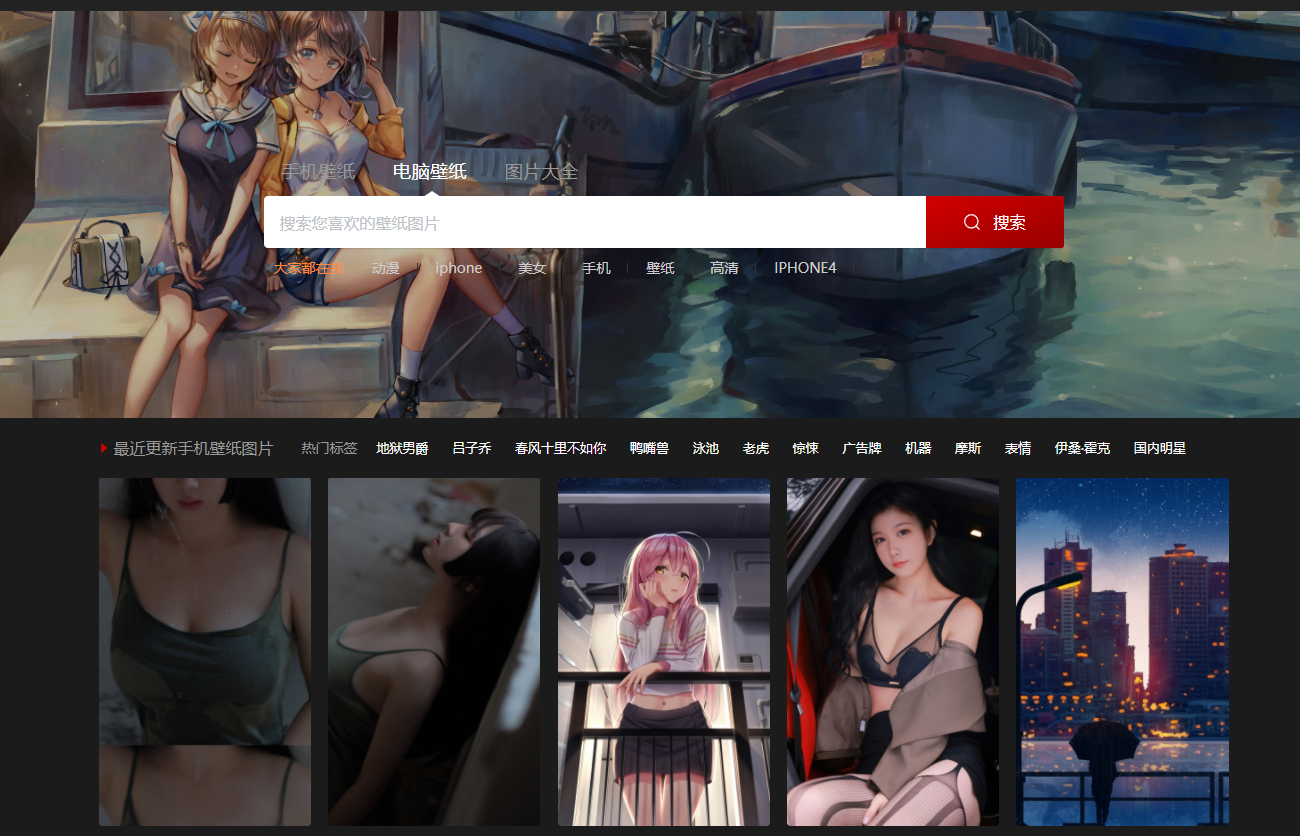 手机壁纸 电脑壁纸 图片大全
搜索您喜欢的壁纸图片 搜索
大家都在找 动漫 iphone 美女 手机 壁纸 高清 IPHONE4
最近更新手机壁纸图片 热门标签 地狱男爵 吕子乔 春风十里不如你 鸭嘴兽 泳池 老虎 惊悚 广告牌 机器 摩斯 表情 伊桑·霍克 国内明星